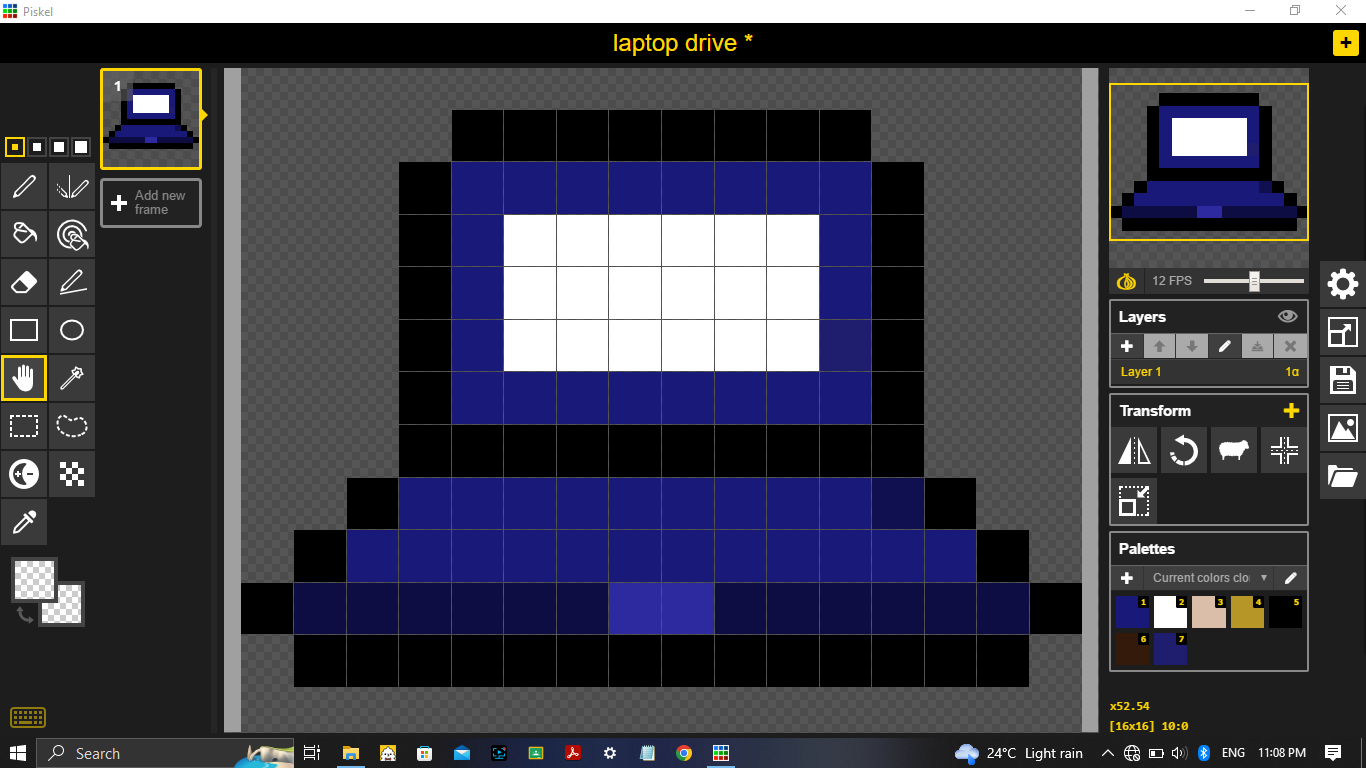 Piskel
laptop drive *
1
Add new
frame
12 FPS
Layers
Layer 1
1α
Transform
Palettes
Current colors clo
1
2
3
4
5
6
7
x52.54
[16x16] 10:0
Search
24°C Light rain
ENG
11:08 PM